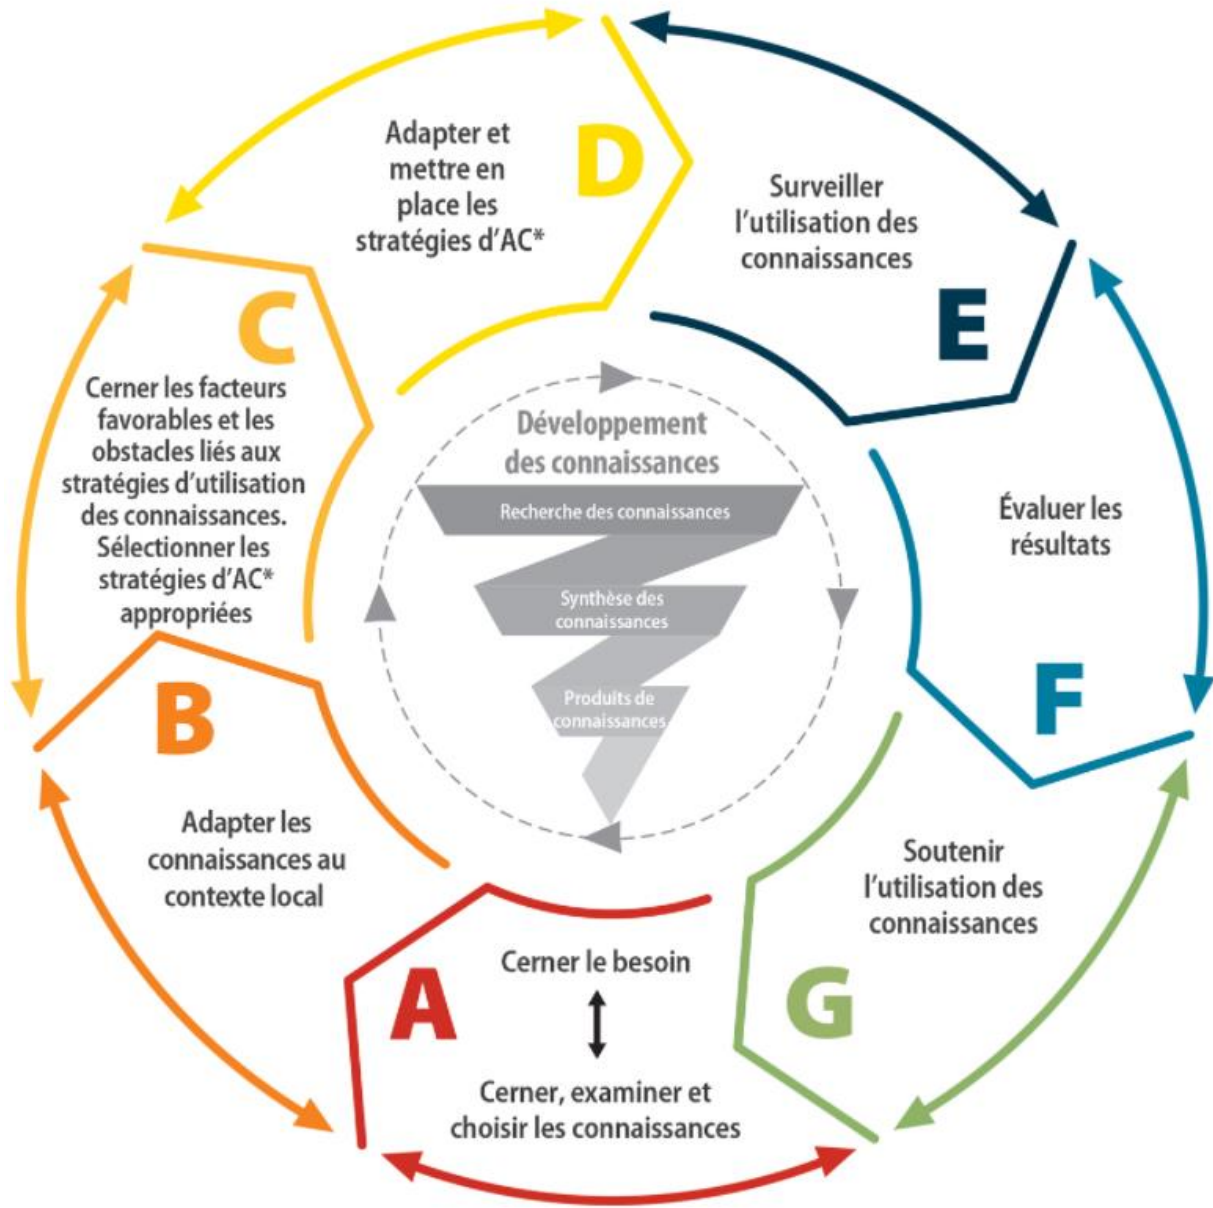 D
Adapter et
mettre en
place les
stratégies d'AC*
Surveiller
l'utilisation des
connaissances
E
C
Cerner les facteurs
favorables et les
obstacles liés aux
stratégies d'utilisation
des connaissances.
Sélectionner les
stratégies d'AC*
appropriées
Développement
des connaissances
Recherche des connaissances
Synthèse des
connaissances
Produits de
connaissances
Évaluer les
résultats
F
B
Adapter les
connaissances au
contexte local
Soutenir
l'utilisation des
connaissances
G
A
Cerner le besoin
Cerner, examiner et
choisir les connaissances